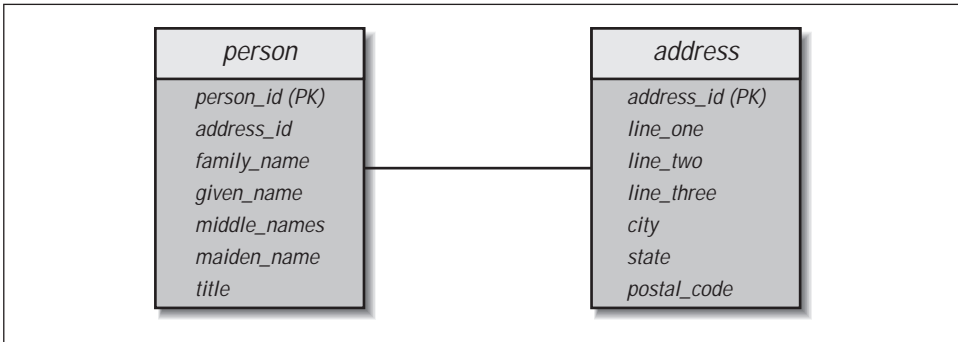 person
person_id (PK)
address_id
family_name
given_name
middle_names
maiden_name
title
address
address_id (PK)
line_one
line_two
line_three
city
state
postal_code